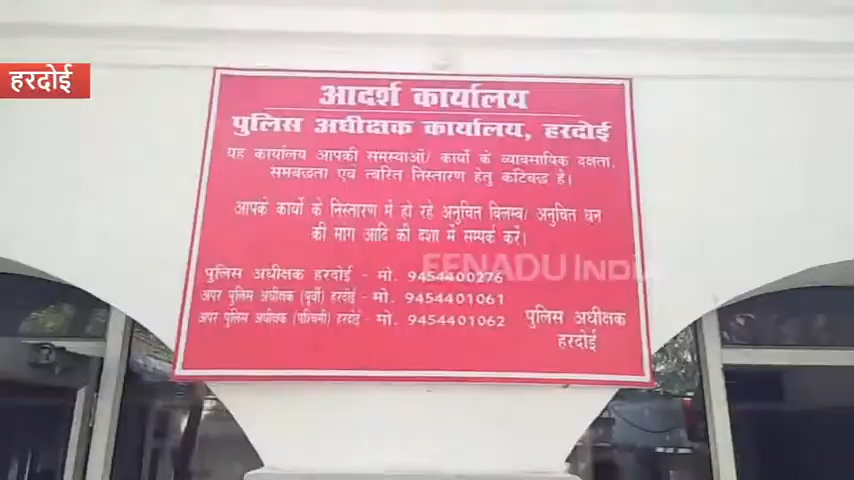 हरदोई
आदर्श कार्यालय
पुलिस अधीक्षक कार्यालय, हरदोई
यह कार्यालय आपकी समस्याओं/ कार्यो के व्यावसायिक दक्षता,
समबद्धता एवं त्वरित निस्तारण हेतु कटिबद्ध है।
आपके कार्यो के निस्तारण में हो रहे अनुचित विलम्ब/ अनुचित धन
की माग आदि की दशा में सम्पर्क करें।
EENADU INDIA
पुलिस अधीक्षक हरदोई - मो. 9454400276
अपर पुलिस अधीक्षक (पूर्वी) हरदोई - मो. 9454401061
अपर पुलिस अधीक्षक (पश्चिमी) हरदोई - मो. 9454401062
पुलिस अधीक्षक
हरदोई